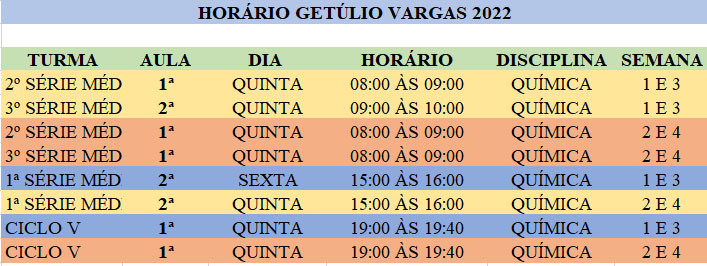 HORÁRIO GETÚLIO VARGAS 2022
TURMA AULA DIA HORÁRIO DISCIPLINA SEMANA
2º SÉRIE MÉD 1ª QUINTA 08:00 ÀS 09:00 QUÍMICA 1 E 3
3º SÉRIE MÉD 2ª QUINTA 09:00 ÀS 10:00 QUÍMICA 1 E 3
2º SÉRIE MÉD 1ª QUINTA 08:00 ÀS 09:00 QUÍMICA 2 E 4
3º SÉRIE MÉD 1ª QUINTA 08:00 ÀS 09:00 QUÍMICA 2 E 4
1ª SÉRIE MÉD 2ª SEXTA 15:00 ÀS 16:00 QUÍMICA 1 E 3
1ª SÉRIE MÉD 2ª QUINTA 15:00 ÀS 16:00 QUÍMICA 2 E 4
CICLO V 1ª QUINTA 19:00 ÀS 19:40 QUÍMICA 1 E 3
CICLO V 1ª QUINTA 19:00 ÀS 19:40 QUÍMICA 2 E 4